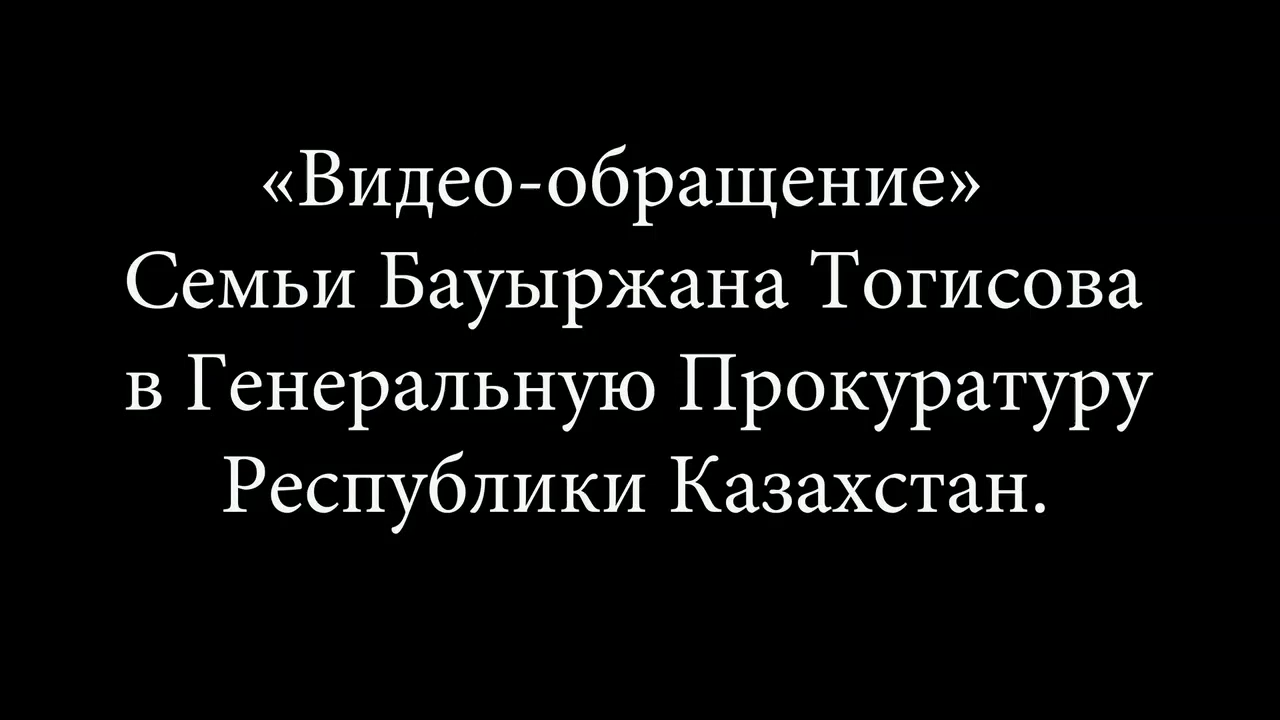 «Видео-обращение»
Семьи Бауыржана Тогисова
в Генеральную Прокуратуру
Республики Казахстан.